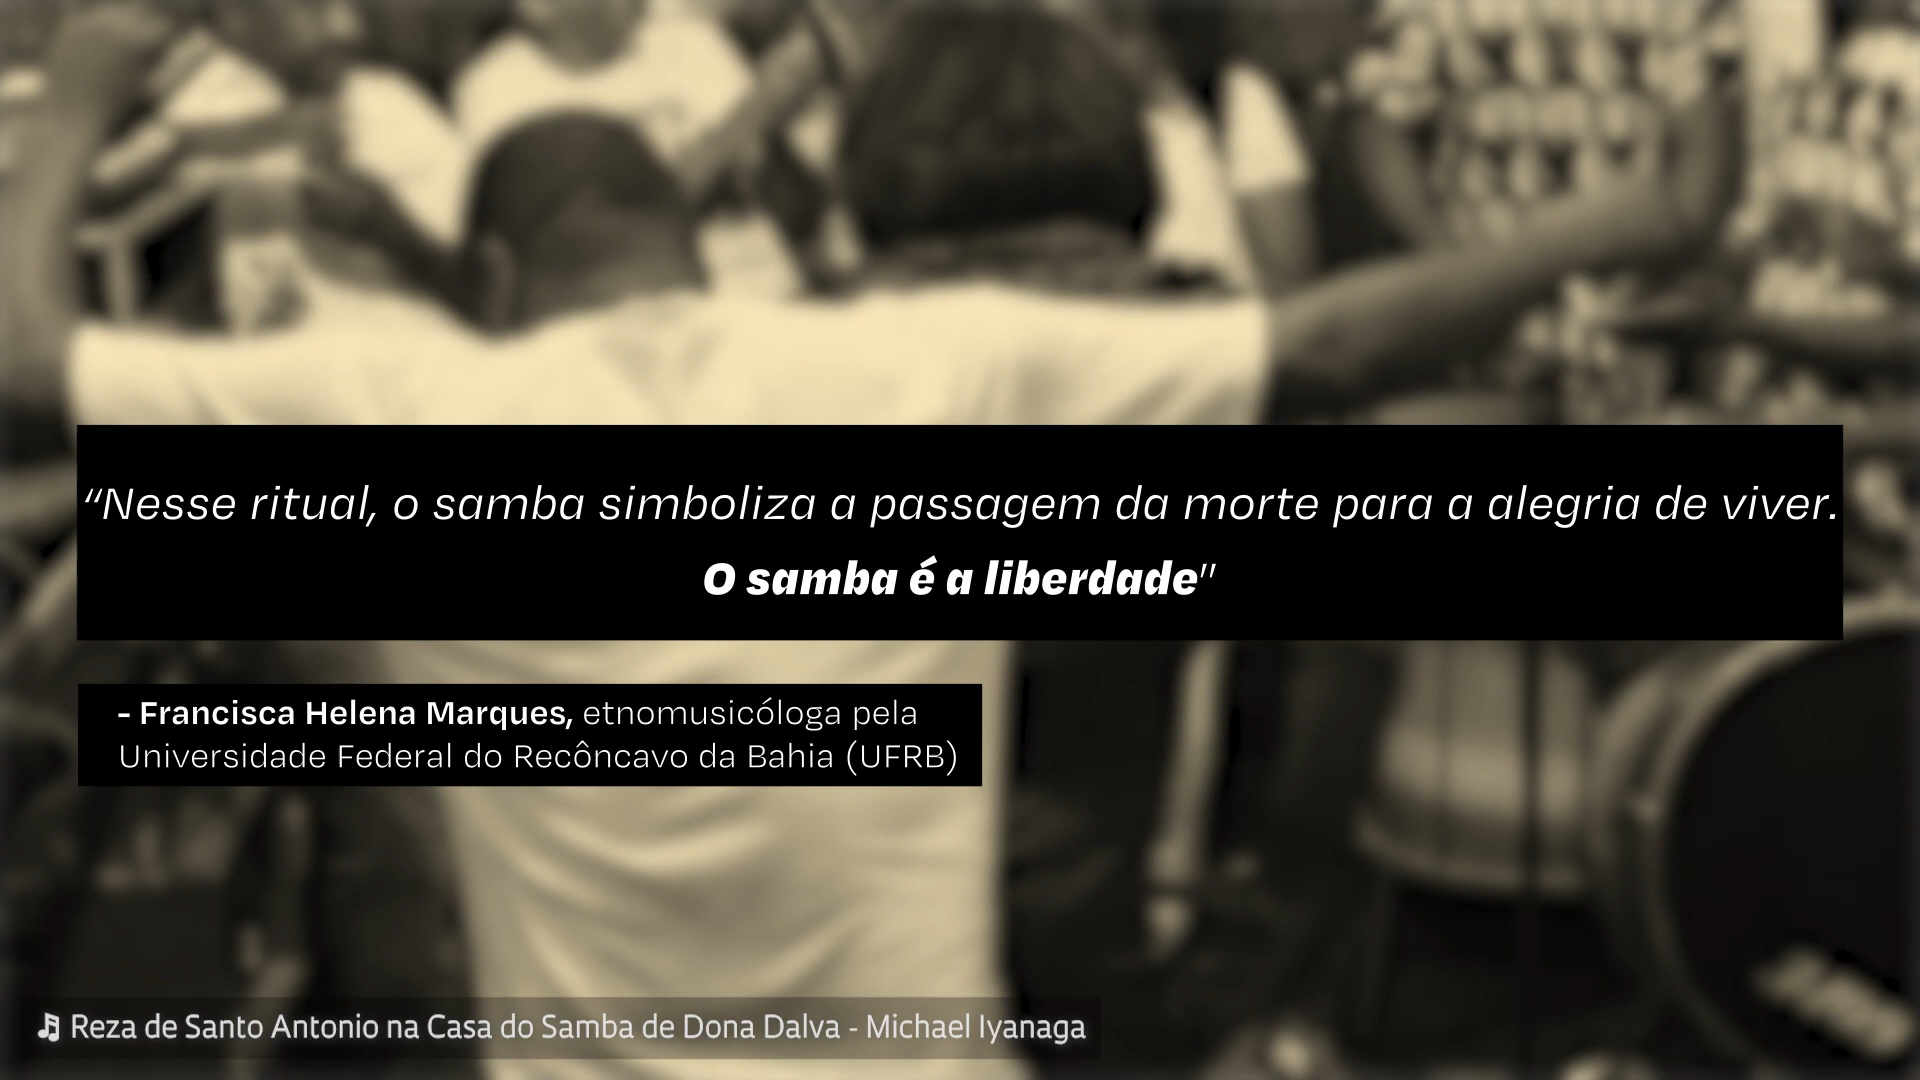 “Nesse ritual, o samba simboliza a passagem da morte para a alegria de viver.
O samba é a liberdade"
- Francisca Helena Marques, etnomusicóloga pela
Universidade Federal do Recôncavo da Bahia (UFRB)
♫ Reza de Santo Antonio na Casa do Samba de Dona Dalva - Michael Iyanaga